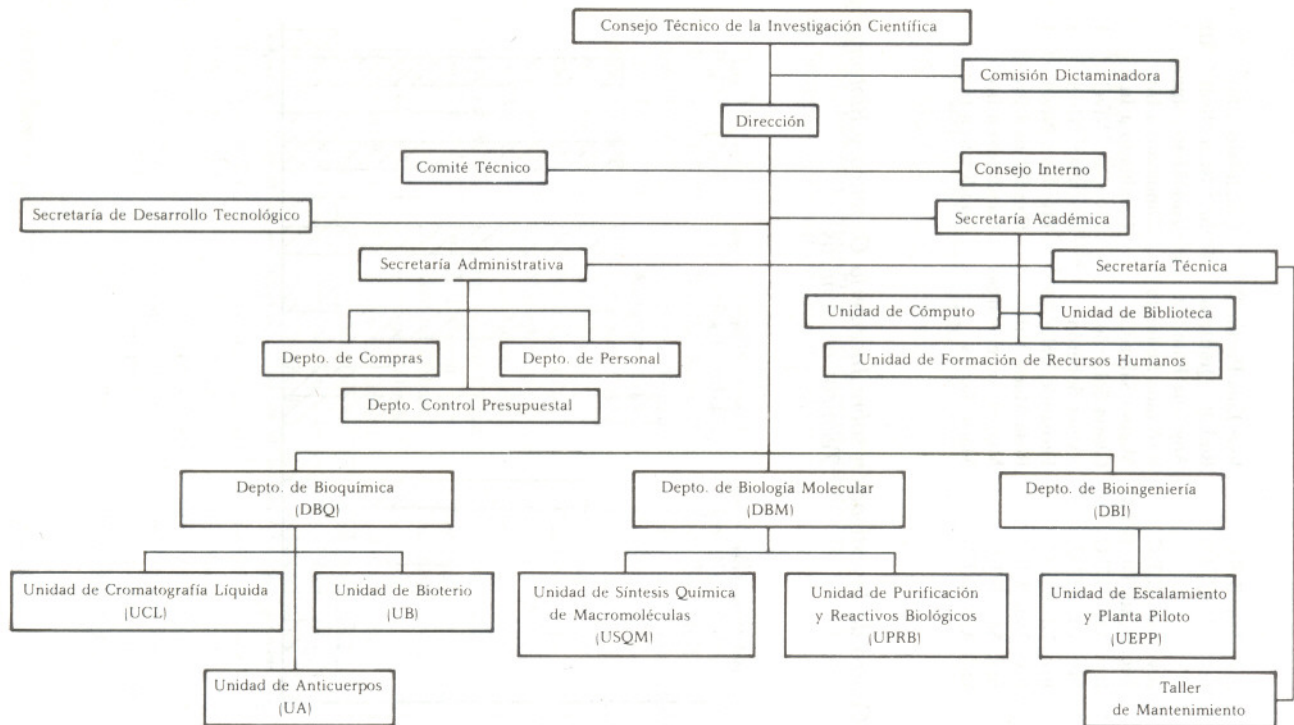 Consejo Técnico de la Investigación Científica
Comisión Dictaminadora
Dirección
Comité Técnico
Consejo Interno
Secretaría de Desarrollo Tecnológico
Secretaría Académica
Secretaría Administrativa
Secretaría Técnica
Unidad de Cómputo
Unidad de Biblioteca
Depto. de Compras
Depto. de Personal
Unidad de Formación de Recursos Humanos
Depto. Control Presupuestal
Depto. de Bioquímica
(DBQ)
Depto. de Biología Molecular
(DBM)
Depto. de Bioingeniería
(DBI)
Unidad de Cromatografía Líquida
(UCL)
Unidad de Bioterio
(UB)
Unidad de Síntesis Química
de Macromoléculas
(USQM)
Unidad de Purificación
y Reactivos Biológicos
(UPRB)
Unidad de Escalamiento
y Planta Piloto
(UEPP)
Unidad de Anticuerpos
(UA)
Taller
de Mantenimiento